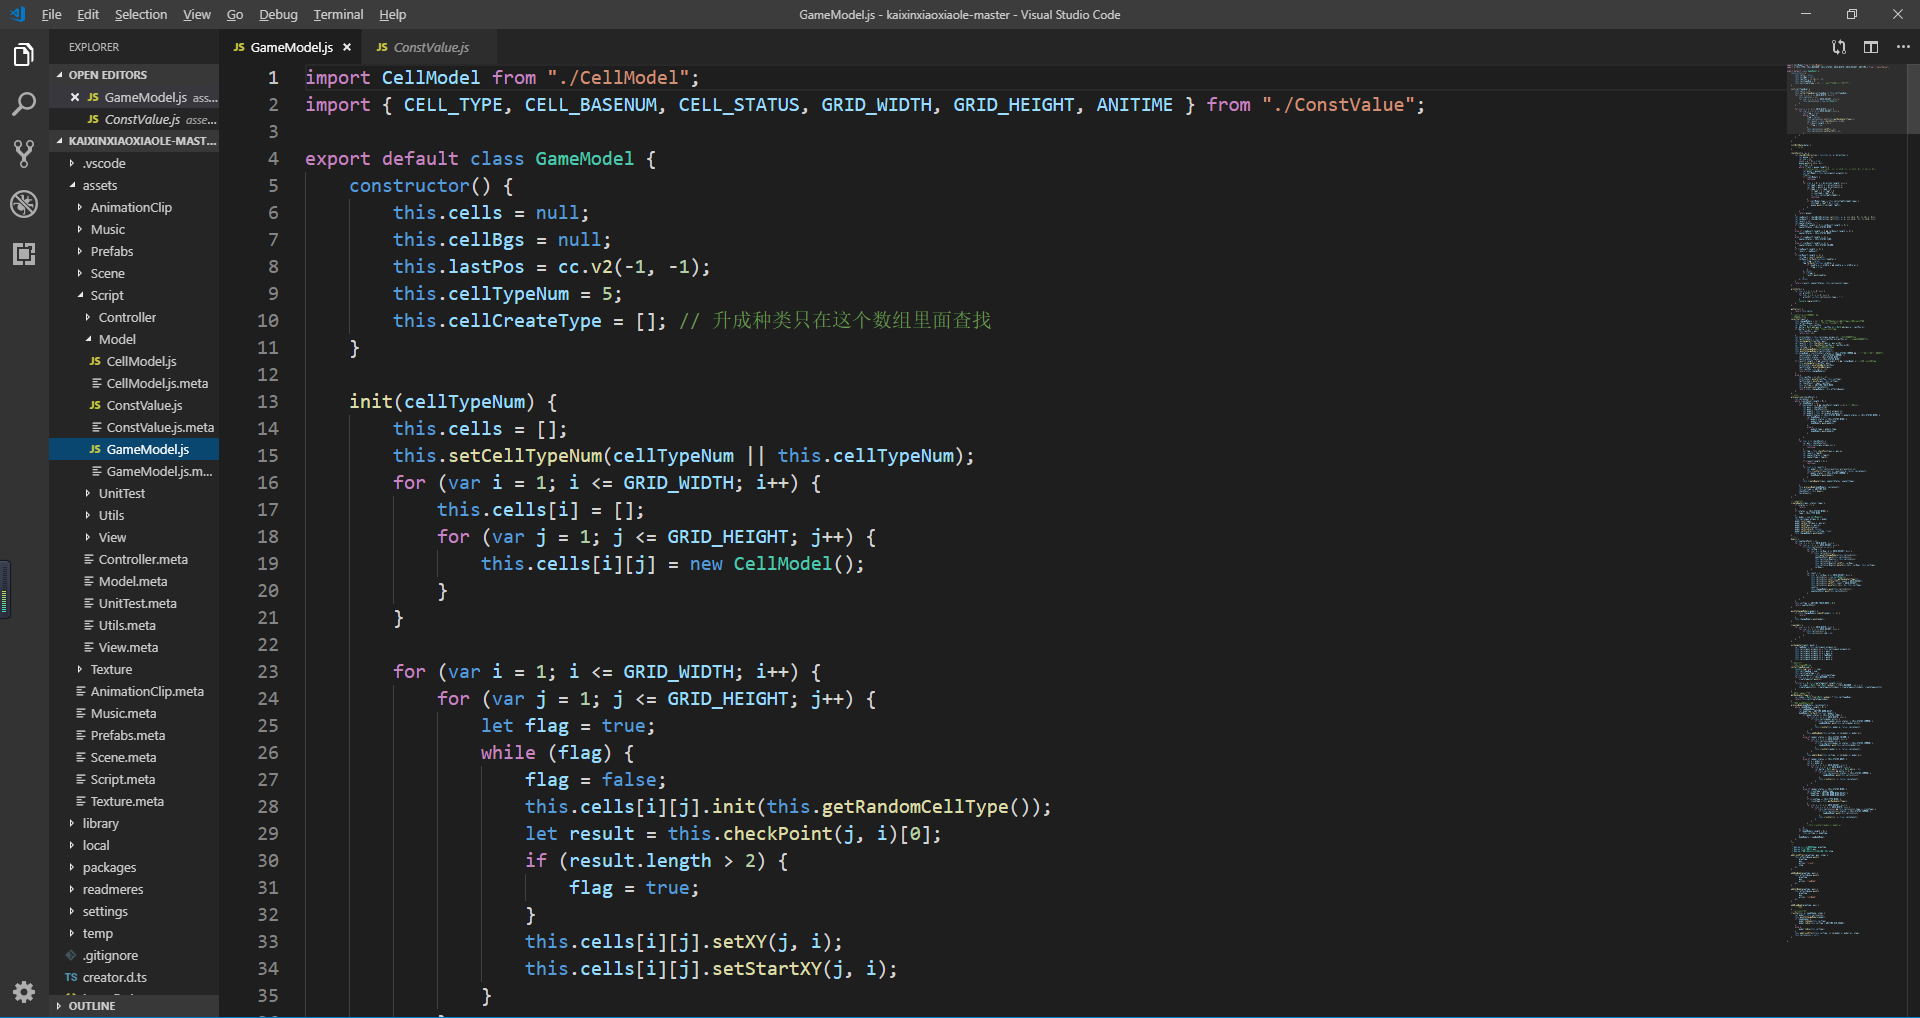 File Edit Selection View Go Debug Terminal Help
GameModel.js - kaixinxiaoxiaole-master - Visual Studio Code
EXPLORER
OPEN EDITORS
JS GameModel.js ass...
JS ConstValue.js asse...
KAIXINXIAOXIAOLE-MAST...
.vscode
assets
AnimationClip
Music
Prefabs
Scene
Script
Controller
Model
JS CellModel.js
CellModel.js.meta
JS ConstValue.js
ConstValue.js.meta
JS GameModel.js
GameModel.js.m...
UnitTest
Utils
View
Controller.meta
Model.meta
UnitTest.meta
Utils.meta
View.meta
Texture
AnimationClip.meta
Music.meta
Prefabs.meta
Scene.meta
Script.meta
Texture.meta
library
local
packages
readmeres
settings
temp
.gitignore
TS creator.d.ts
OUTLINE
JS GameModel.js JS ConstValue.js
1 import CellModel from "./CellModel";
2 import { CELL_TYPE, CELL_BASENUM, CELL_STATUS, GRID_WIDTH, GRID_HEIGHT, ANITIME } from "./ConstValue";
3
4 export default class GameModel {
5 constructor() {
6 this.cells = null;
7 this.cellBgs = null;
8 this.lastPos = cc.v2(-1, -1);
9 this.cellTypeNum = 5;
10 this.cellCreateType = []; // 升成种类只在这个数组里面查找
11 }
12
13 init(cellTypeNum) {
14 this.cells = [];
15 this.setCellTypeNum(cellTypeNum || this.cellTypeNum);
16 for (var i = 1; i <= GRID_WIDTH; i++) {
17 this.cells[i] = [];
18 for (var j = 1; j <= GRID_HEIGHT; j++) {
19 this.cells[i][j] = new CellModel();
20 }
21 }
22
23 for (var i = 1; i <= GRID_WIDTH; i++) {
24 for (var j = 1; j <= GRID_HEIGHT; j++) {
25 let flag = true;
26 while (flag) {
27 flag = false;
28 this.cells[i][j].init(this.getRandomCellType());
29 let result = this.checkPoint(j, i)[0];
30 if (result.length > 2) {
31 flag = true;
32 }
33 this.cells[i][j].setXY(j, i);
34 this.cells[i][j].setStartXY(j, i);
35 }